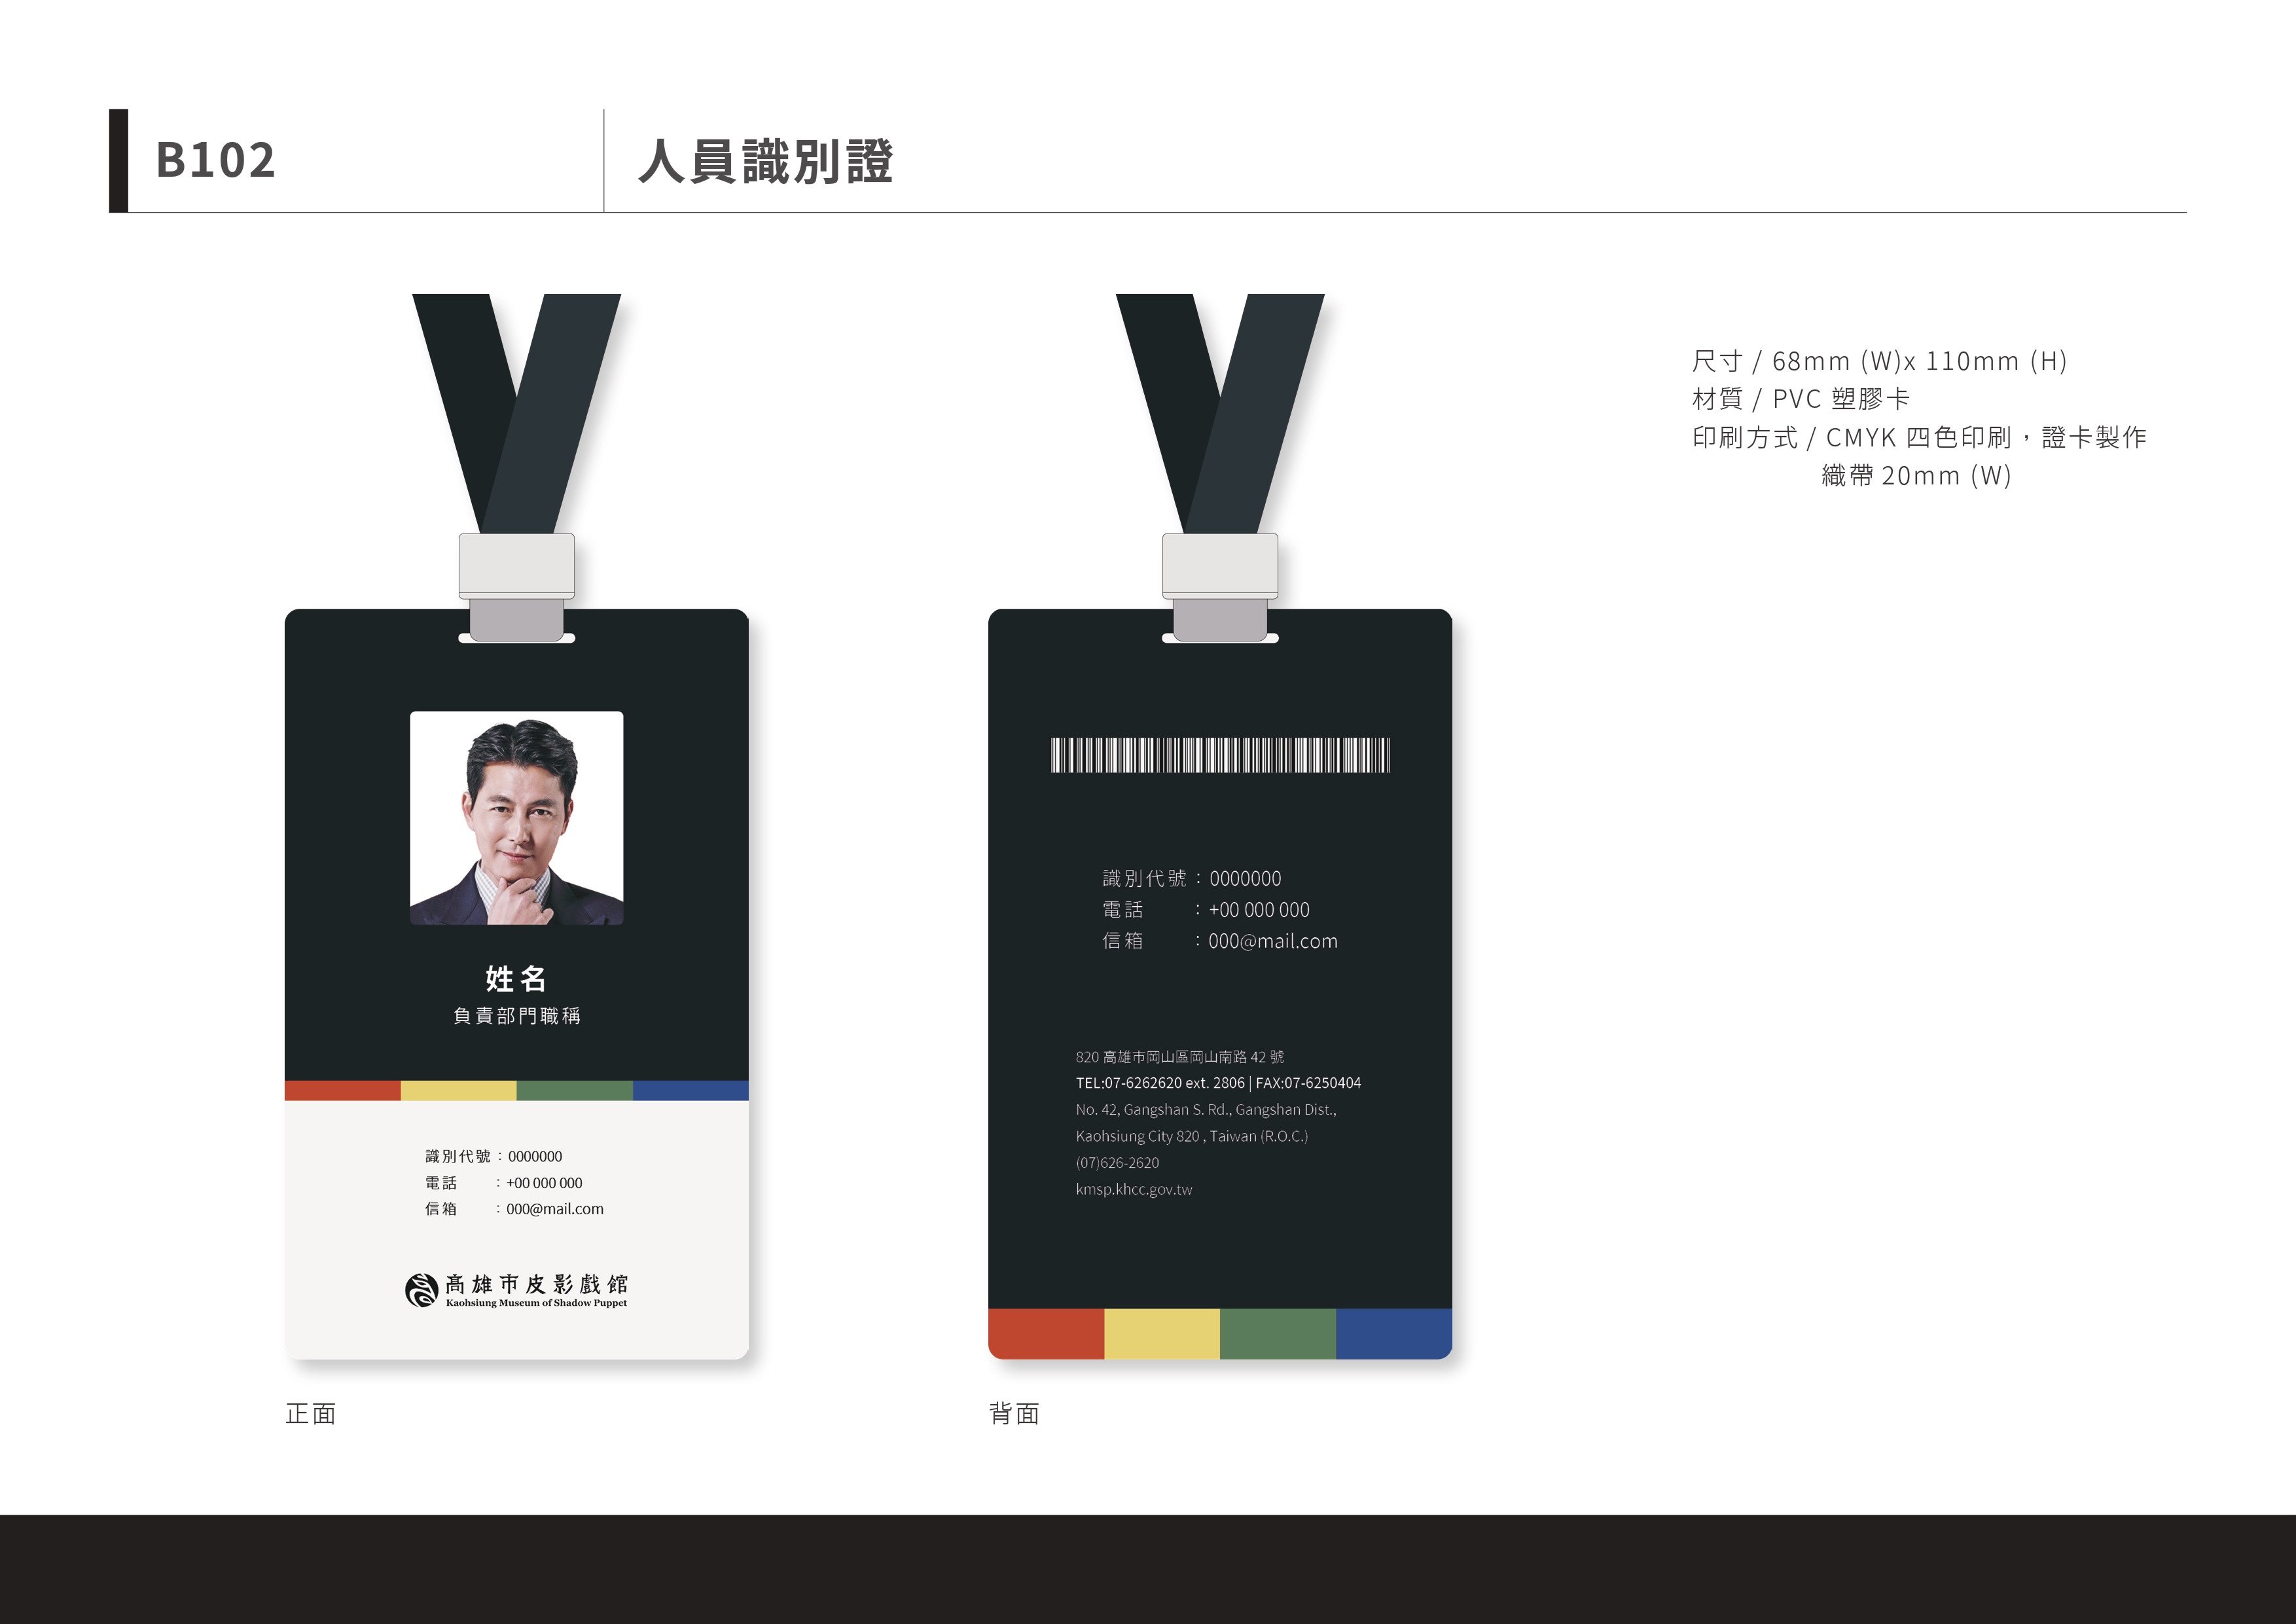 B102
人員識別證
尺寸 / 68mm (W)x 110mm (H)
材質 / PVC 塑膠卡
印刷方式 / CMYK 四色印刷，證卡製作
織帶 20mm (W)
姓名
負責部門職稱
識別代號：0000000
電話：+00 000 000
信箱：000@mail.com
高雄市皮影戲館
Kaohsiung Museum of Shadow Puppet
正面
識別代號：0000000
電話：+00 000 000
信箱：000@mail.com
820 高雄市岡山區岡山南路 42 號
TEL:07-6262620 ext. 2806 | FAX:07-6250404
No. 42, Gangshan S. Rd., Gangshan Dist.,
Kaohsiung City 820 , Taiwan (R.O.C.)
(07)626-2620
kmsp.khcc.gov.tw
背面